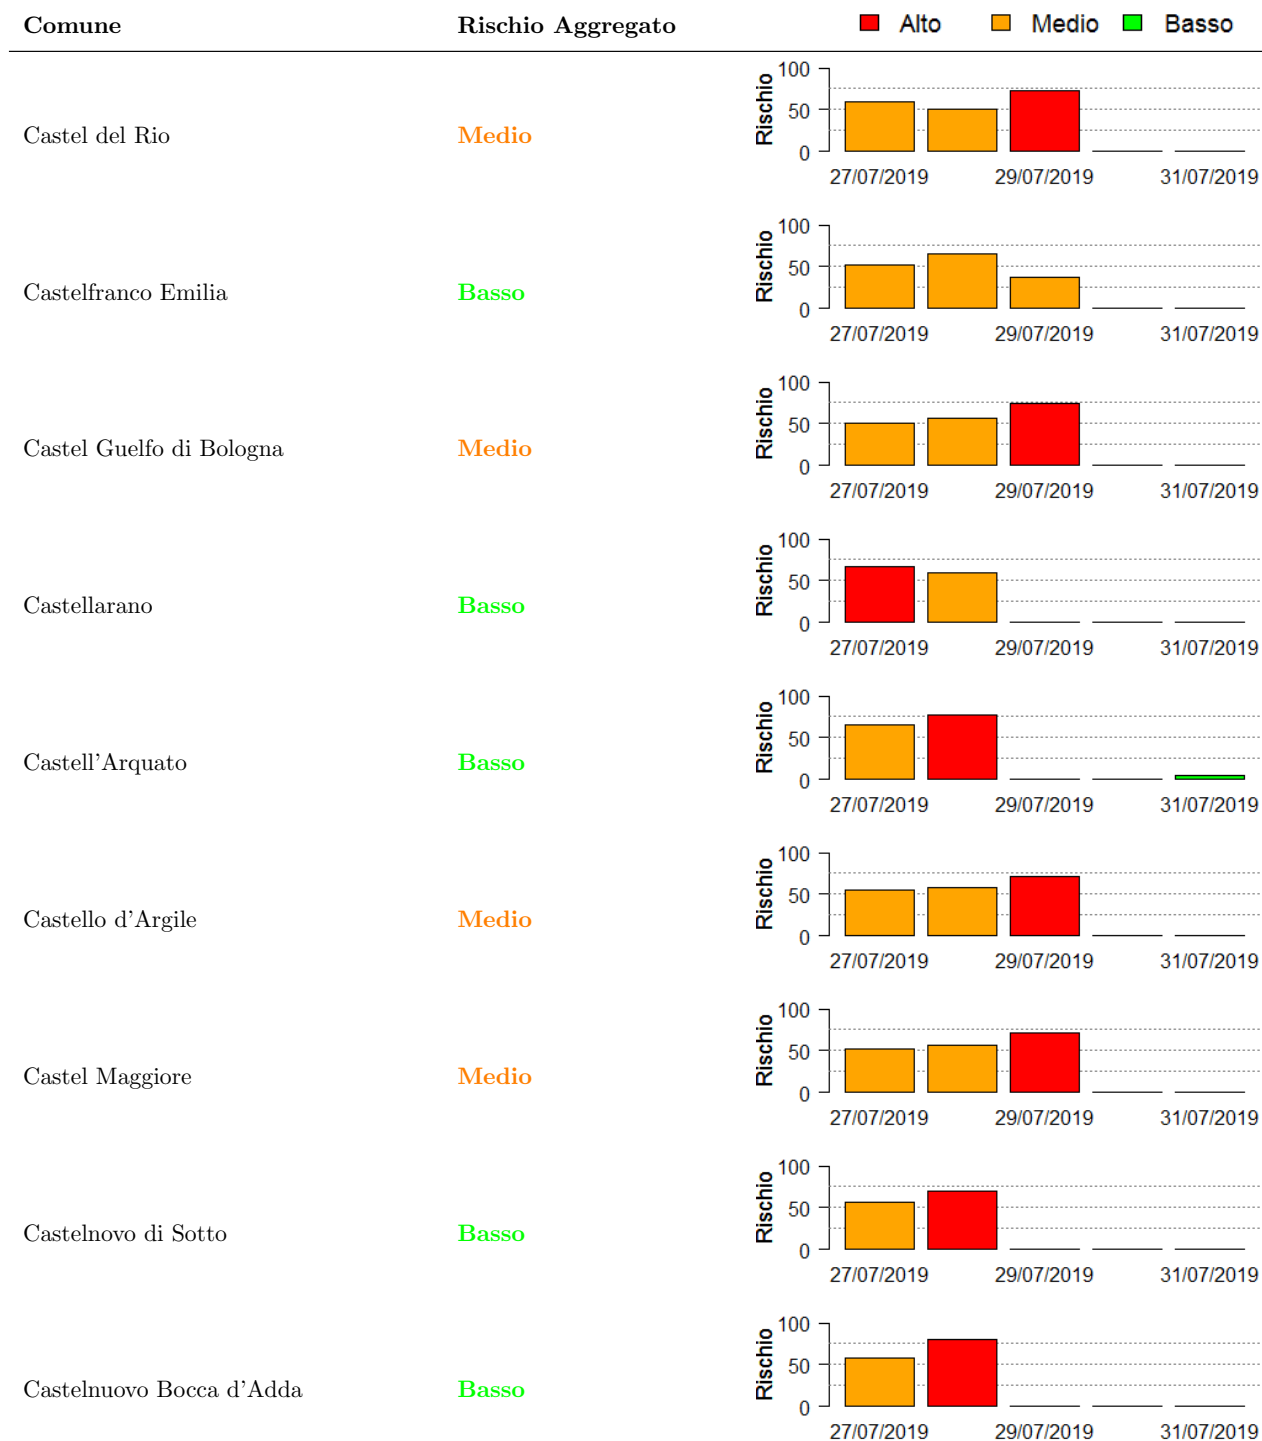 Comune Rischio Aggregato Alto Medio Basso
Castel del Rio Medio Rischio 100 50 0
27/07/2019 29/07/2019 31/07/2019
Castelfranco Emilia Basso Rischio 100 50 0
27/07/2019 29/07/2019 31/07/2019
Castel Guelfo di Bologna Medio Rischio 100 50 0
27/07/2019 29/07/2019 31/07/2019
Castellarano Basso Rischio 100 50 0
27/07/2019 29/07/2019 31/07/2019
Castell'Arquato Basso Rischio 100 50 0
27/07/2019 29/07/2019 31/07/2019
Castello d'Argile Medio Rischio 100 50 0
27/07/2019 29/07/2019 31/07/2019
Castel Maggiore Medio Rischio 100 50 0
27/07/2019 29/07/2019 31/07/2019
Castelnovo di Sotto Basso Rischio 100 50 0
27/07/2019 29/07/2019 31/07/2019
Castelnuovo Bocca d'Adda Basso Rischio 100 50 0
27/07/2019 29/07/2019 31/07/2019